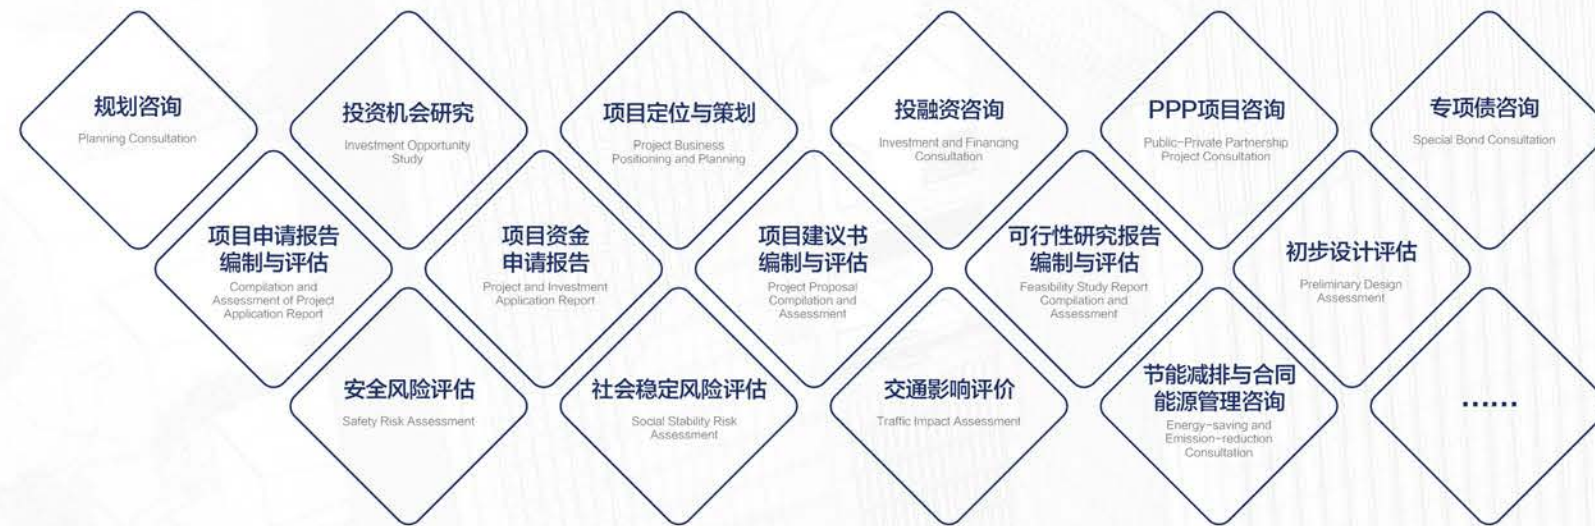 规划咨询
Planning Consultation
投资机会研究
Investment Opportunity
Study
项目定位与策划
Project Business
Positioning and Planning
投融资咨询
Investment and Financing
Consultation
PPP项目咨询
Public-Private Partnership
Project Consultation
专项债咨询
Special Bond Consultation
项目申请报告
编制与评估
Compilation and
Assessment of Project
Application Report
项目资金
申请报告
Project and Investment
Application Report
项目建议书
编制与评估
Project Proposal
Compilation and
Assessment
可行性研究报告
编制与评估
Feasibility Study Report
Compilation and
Assessment
初步设计评估
Preliminary Design
Assessment
安全风险评估
Safety Risk Assessment
社会稳定风险评估
Social Stability Risk
Assessment
交通影响评价
Traffic Impact Assessment
节能减排与合同
能源管理咨询
Energy-saving and
Emission-reduction
Consultation
......